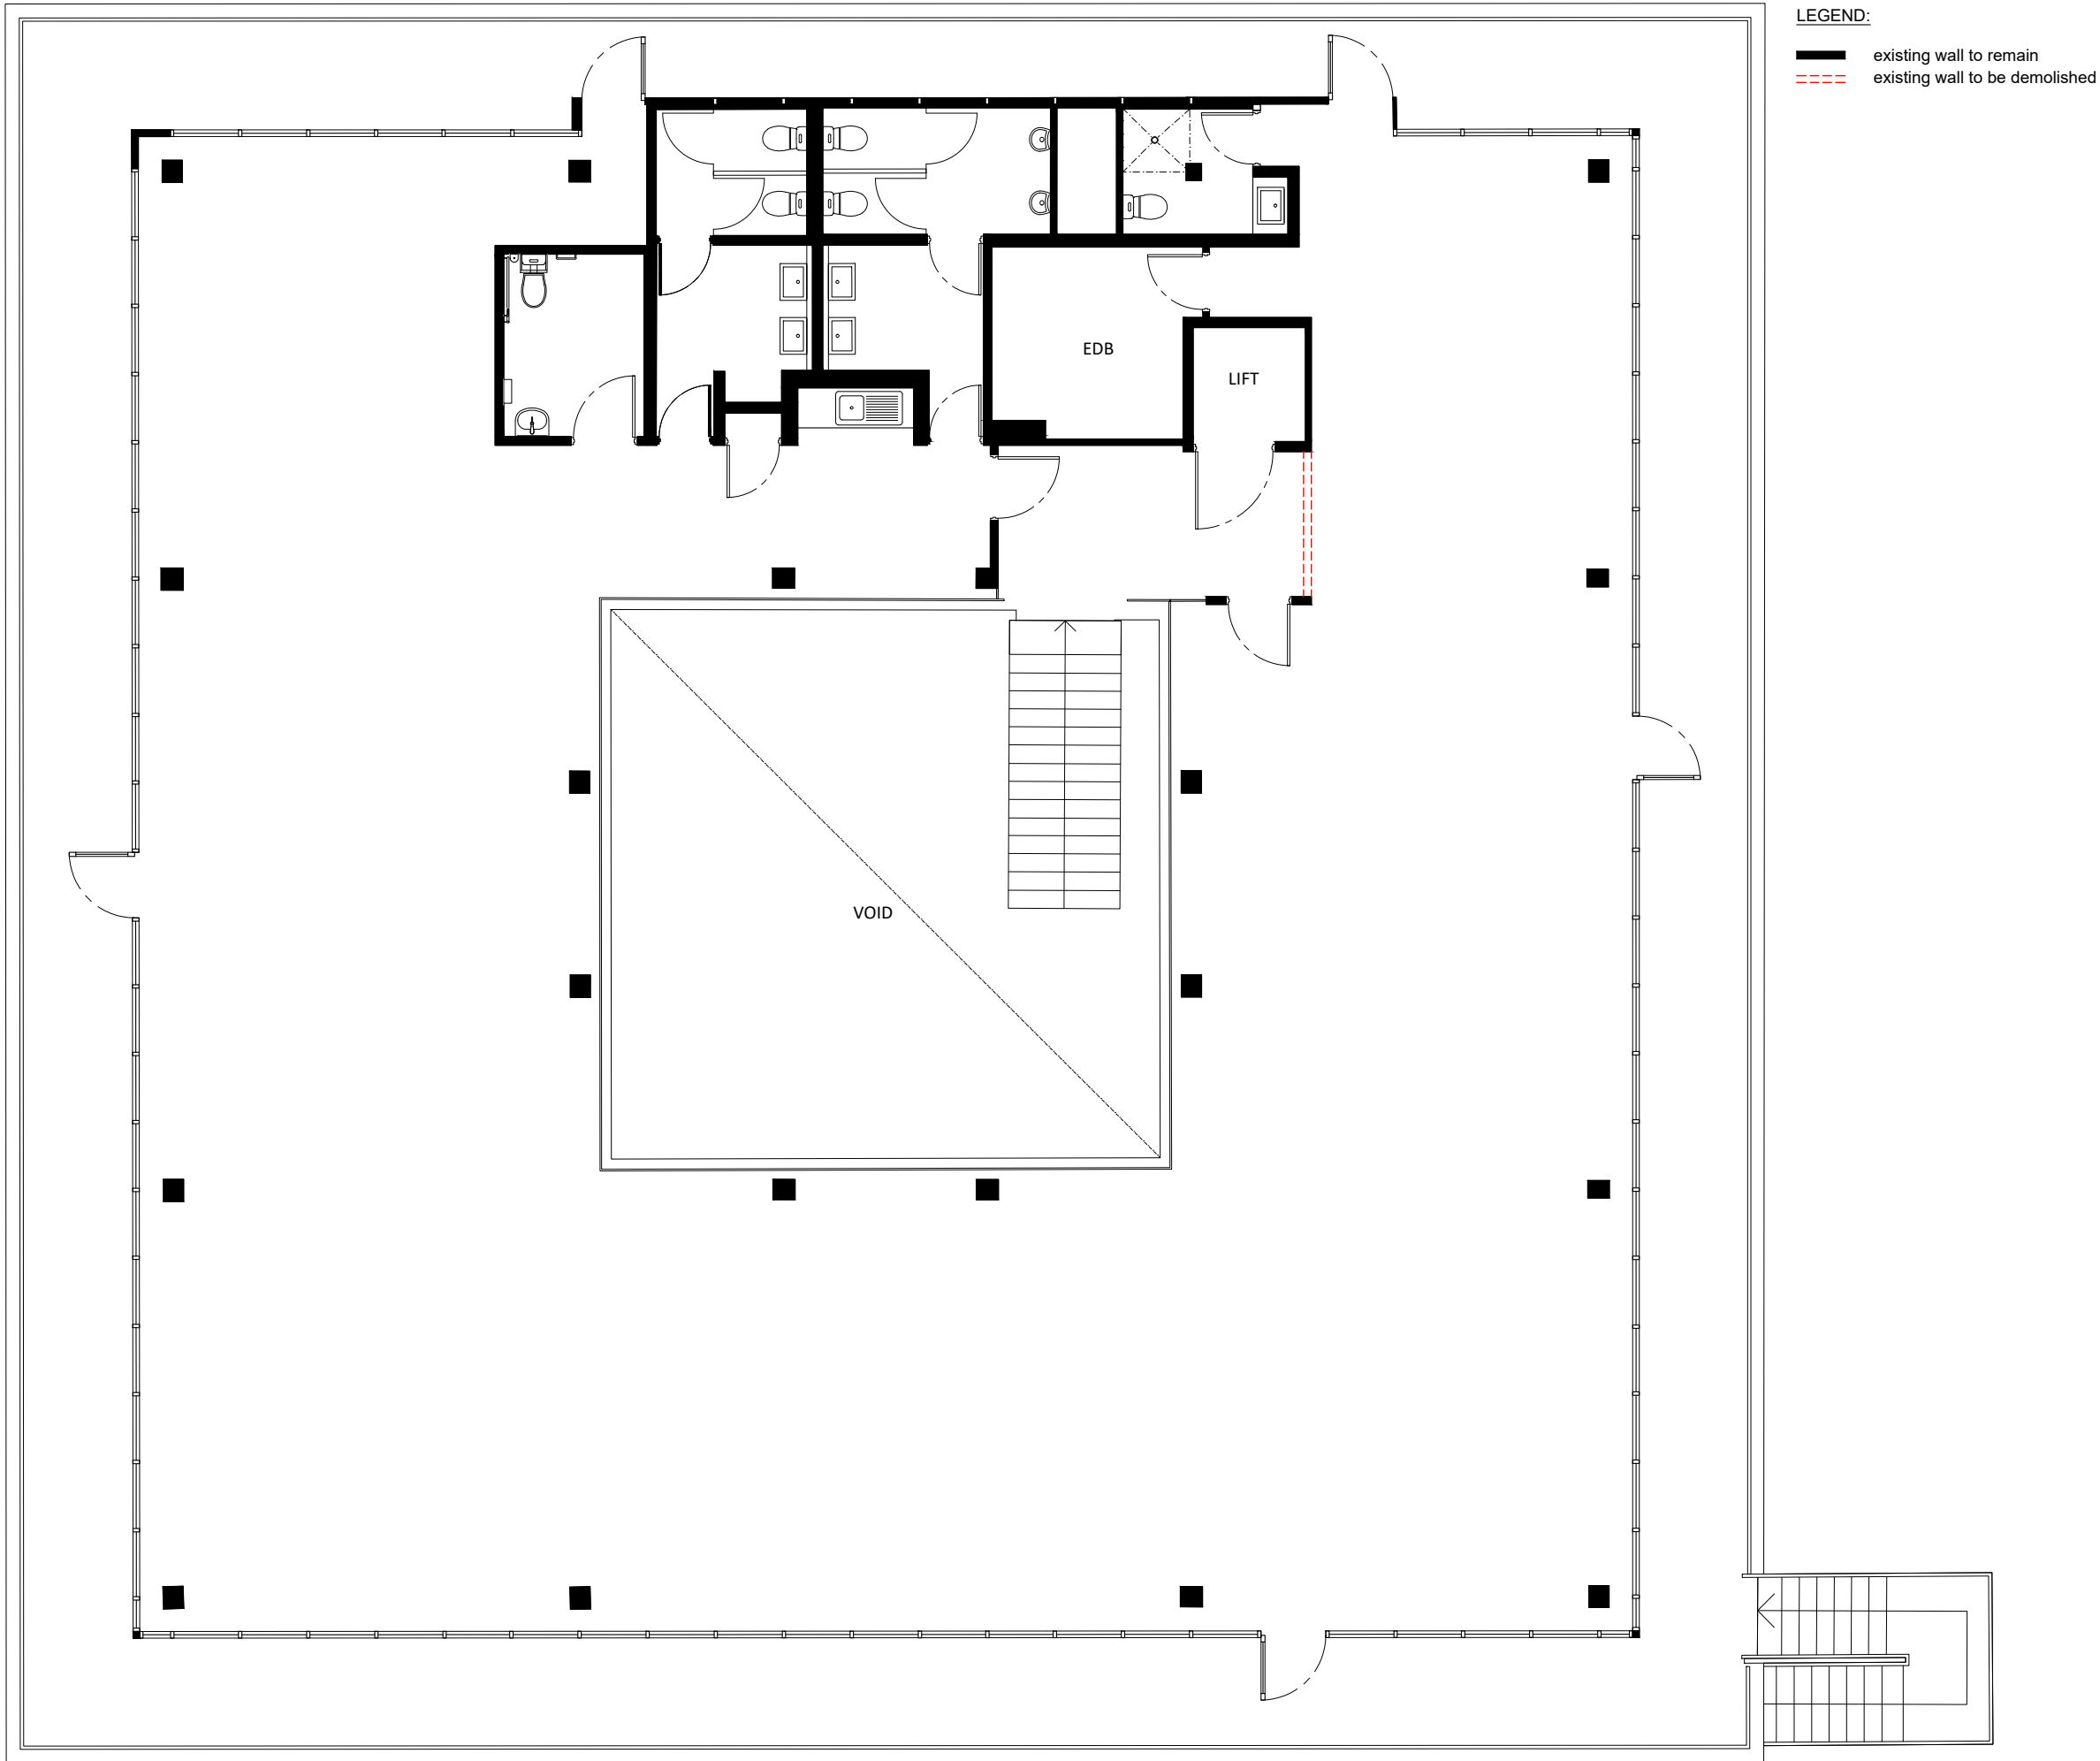 LEGEND:
existing wall to remain
existing wall to be demolished
EDB
LIFT
VOID